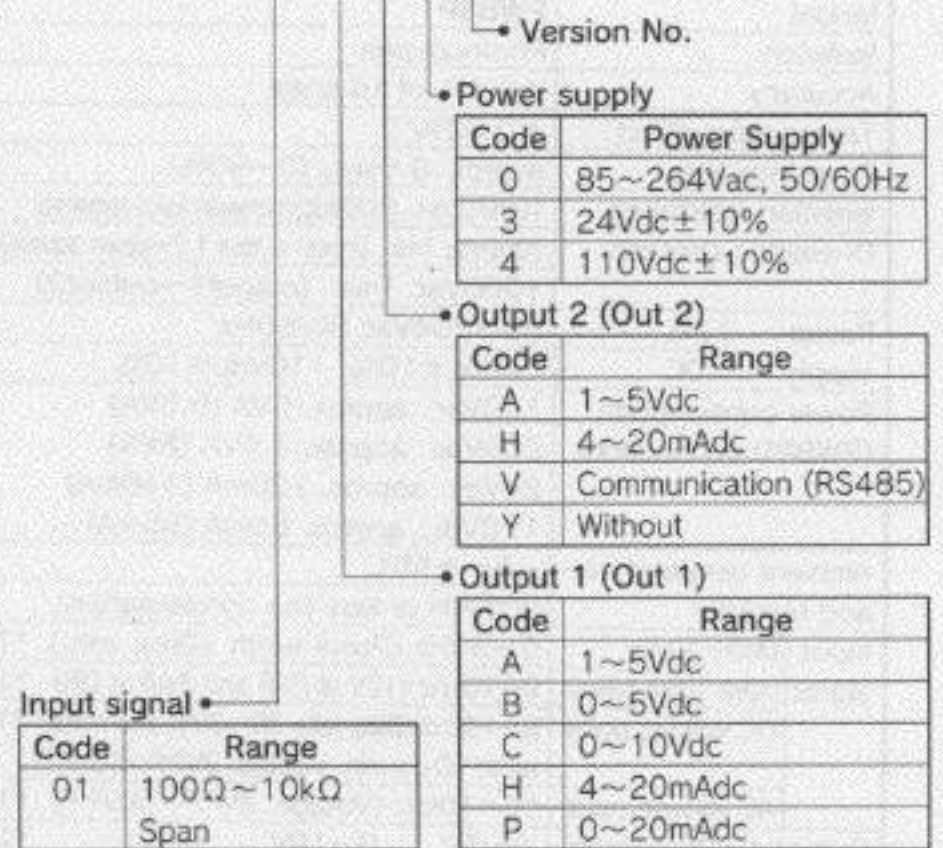 Version No.
Power supply
Code Power Supply
0 85~264Vac, 50/60Hz
3 24Vdc±10%
4 110Vdc±10%
Output 2 (Out 2)
Code Range
A 1~5Vdc
H 4~20mAdc
V Communication (RS485)
Y Without
Output 1 (Out 1)
Code Range
A 1~5Vdc
B 0~5Vdc
C 0~10Vdc
H 4~20mAdc
P 0~20mAdc
Input signal
Code Range
01 100Ω~10kΩ
Span